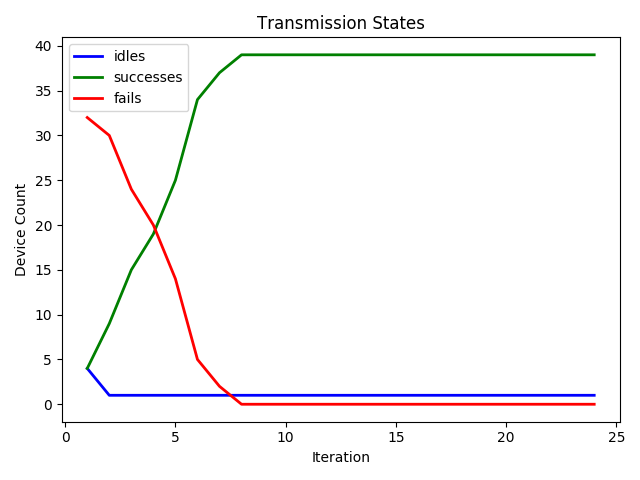 Transmission States
idles
successes
fails
40
35
30
25
20
15
10
5
0
Device Count
0 5 10 15 20 25
Iteration